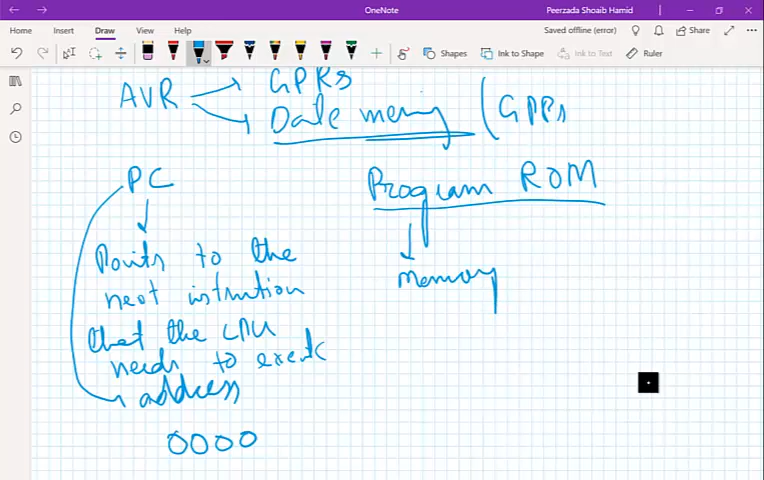 OneNote
Peerzada Shoaib Hamid
Home Insert Draw View Help
Saved offline (error)
Share
Shapes
Ink to Shape
Ink to Text
Ruler
AVR
GPRs
Data memory
GPRs
PC
Program ROM
Points to the
next instruction
that the CPU
needs to execute
address
memory
0000